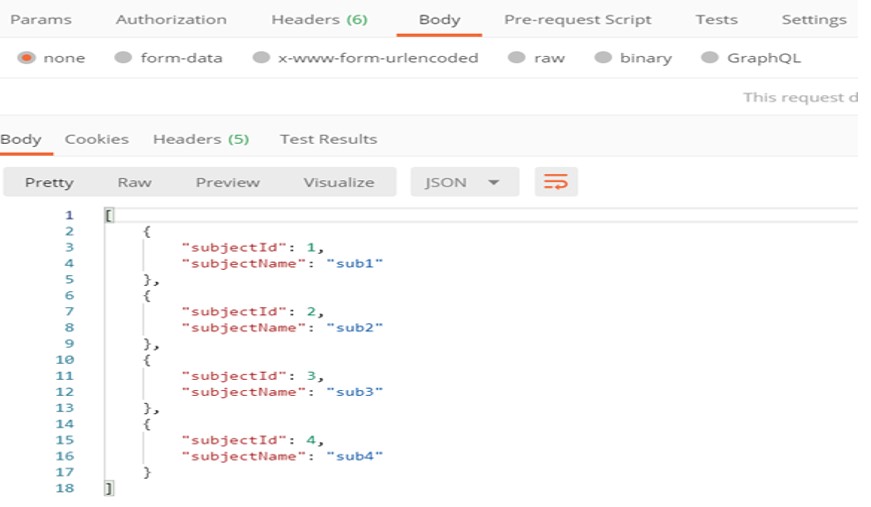 Params Authorization Headers (6) Body Pre-request Script Tests Settings
none form-data x-www-form-urlencoded raw binary GraphQL
This request d
Body Cookies Headers (5) Test Results
Pretty Raw Preview Visualize JSON
1 [
2 {
3 "subjectId": 1,
4 "subjectName": "sub1"
5 },
6 {
7 "subjectId": 2,
8 "subjectName": "sub2"
9 },
10 {
11 "subjectId": 3,
12 "subjectName": "sub3"
13 },
14 {
15 "subjectId": 4,
16 "subjectName": "sub4"
17 }
18 ]